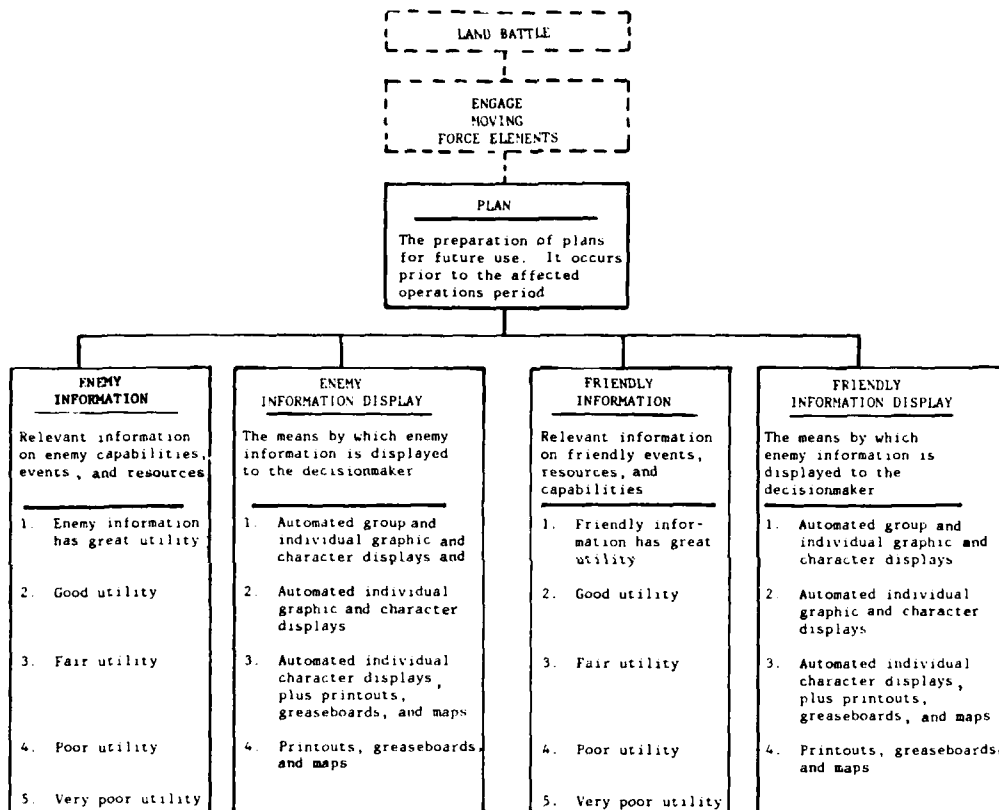 LAND BATTLE
ENGAGE
MOVING
FORCE ELEMENTS
PLAN
The preparation of plans
for future use. It occurs
prior to the affected
operations period
ENEMY
INFORMATION
Relevant information
on enemy capabilities,
events, and resources
1. Enemy information
has great utility
2. Good utility
3. Fair utility
4. Poor utility
5. Very poor utility
ENEMY
INFORMATION DISPLAY
The means by which enemy
information is displayed
to the decisionmaker
1. Automated group and
individual graphic and
character displays and
2. Automated individual
graphic and character
displays
3. Automated individual
character displays,
plus printouts,
greaseboards, and maps
4. Printouts, greaseboards,
and maps
FRIENDLY
INFORMATION
Relevant information
on friendly events,
resources, and
capabilities
1. Friendly infor-
mation has great
utility
2. Good utility
3. Fair utility
4. Poor utility
5. Very poor utility
FRIENDLY
INFORMATION DISPLAY
The means by which
enemy information is
displayed to the
decisionmaker
1. Automated group and
individual graphic and
character displays
2. Automated individual
graphic and character
displays
3. Automated individual
character displays,
plus printouts,
greaseboards, and maps
4. Printouts, greaseboards,
and maps